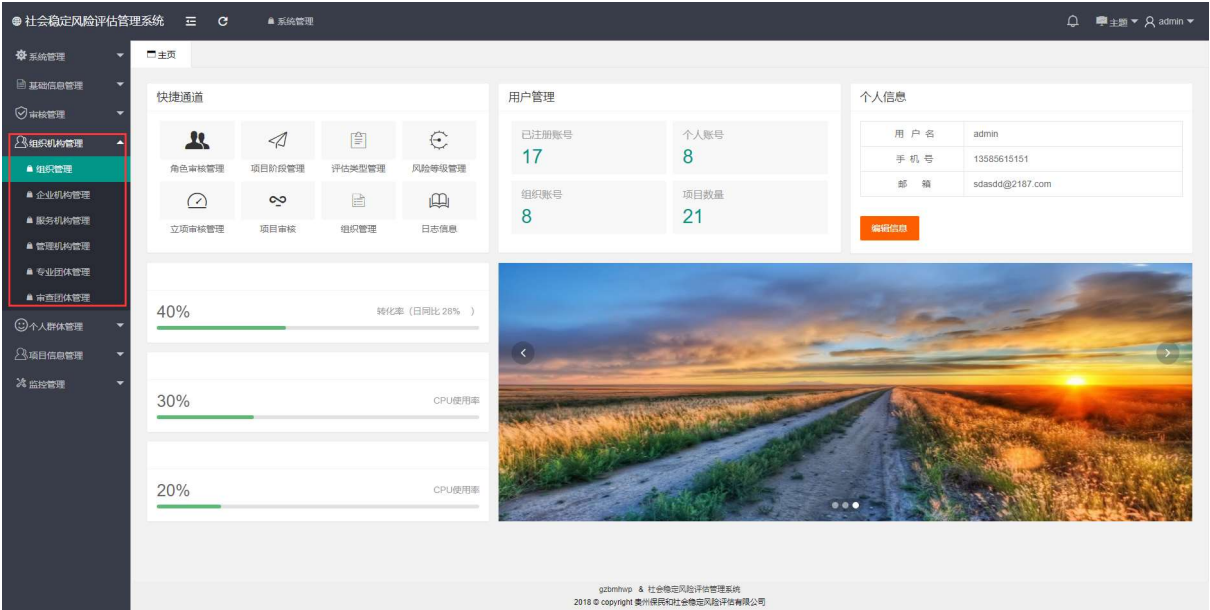 社会稳定风险评估管理系统
系统管理
主题
admin
系统管理
基础信息管理
审核管理
组织机构管理
组织管理
企业机构管理
服务机构管理
管理机构管理
专业团体管理
审查团体管理
个人群体管理
项目信息管理
监控管理
主页
快捷通道
角色审核管理 项目阶段管理 评估类型管理 风险等级管理
立项审核管理 项目审核 组织管理 日志信息
用户管理
已注册账号 个人账号
17 8
组织账号 项目数量
8 21
个人信息
用 户 名 admin
手 机 号 13585615151
邮 箱 sdasdd@2187.com
编辑信息
40% 转化率（日同比 28% ）
30% CPU使用率
20% CPU使用率
gzbmhwp & 社会稳定风险评估管理系统
2018 © copyright 贵州保民和社会稳定风险评估有限公司